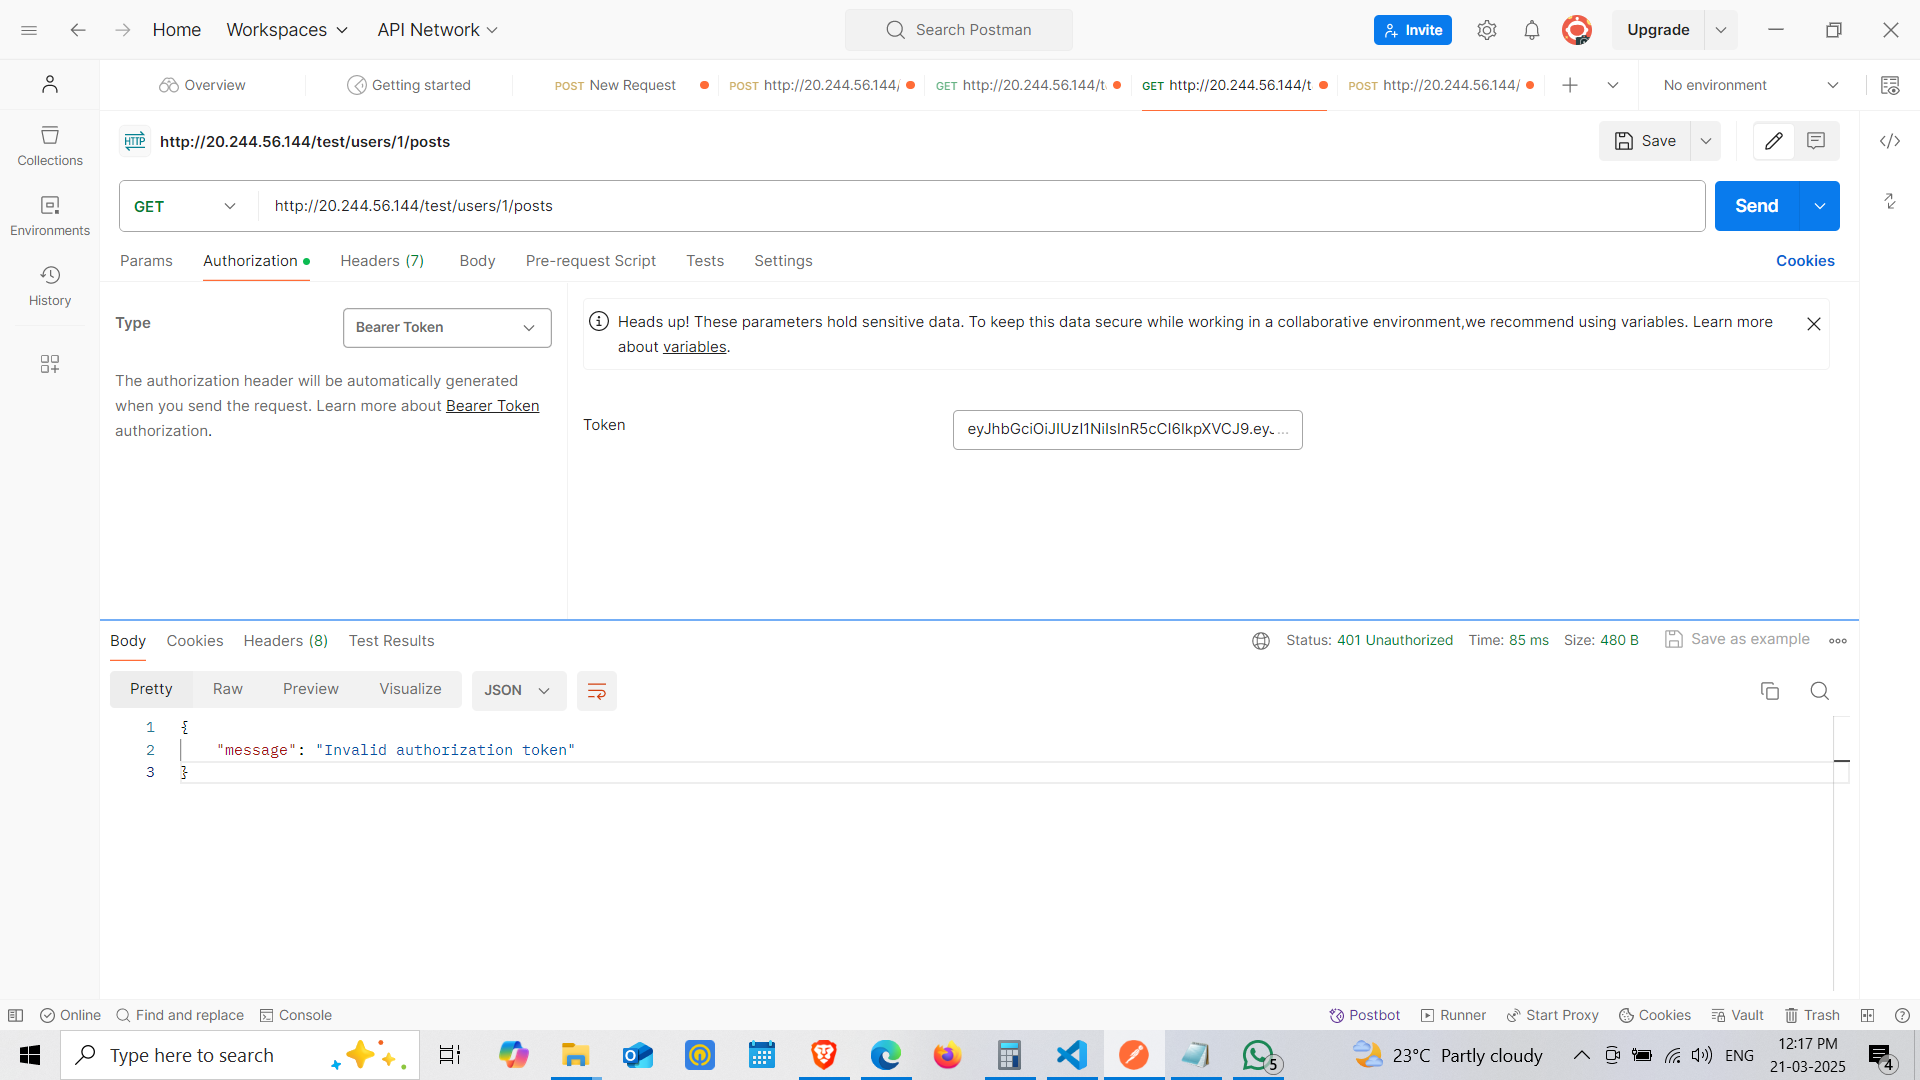 Home
Workspaces
API Network
Search Postman
Invite
Upgrade
Overview
Getting started
POST New Request
POST http://20.244.56.144/
GET http://20.244.56.144/t
GET http://20.244.56.144/t
POST http://20.244.56.144/
No environment
Collections
Environments
History
HTTP
http://20.244.56.144/test/users/1/posts
Save
GET
http://20.244.56.144/test/users/1/posts
Send
Params
Authorization
Headers (7)
Body
Pre-request Script
Tests
Settings
Cookies
Type
Bearer Token
The authorization header will be automatically generated
when you send the request. Learn more about Bearer Token
authorization.
Heads up! These parameters hold sensitive data. To keep this data secure while working in a collaborative environment,we recommend using variables. Learn more
about variables.
Token
Body
Cookies
Headers (8)
Test Results
Status: 401 Unauthorized
Time: 85 ms
Size: 480 B
Save as example
Pretty
Raw
Preview
Visualize
JSON
1 {
2 "message": "Invalid authorization token"
3 }
Online
Find and replace
Console
Postbot
Runner
Start Proxy
Cookies
Vault
Trash
Type here to search
5
23°C Partly cloudy
ENG
12:17 PM
21-03-2025
4